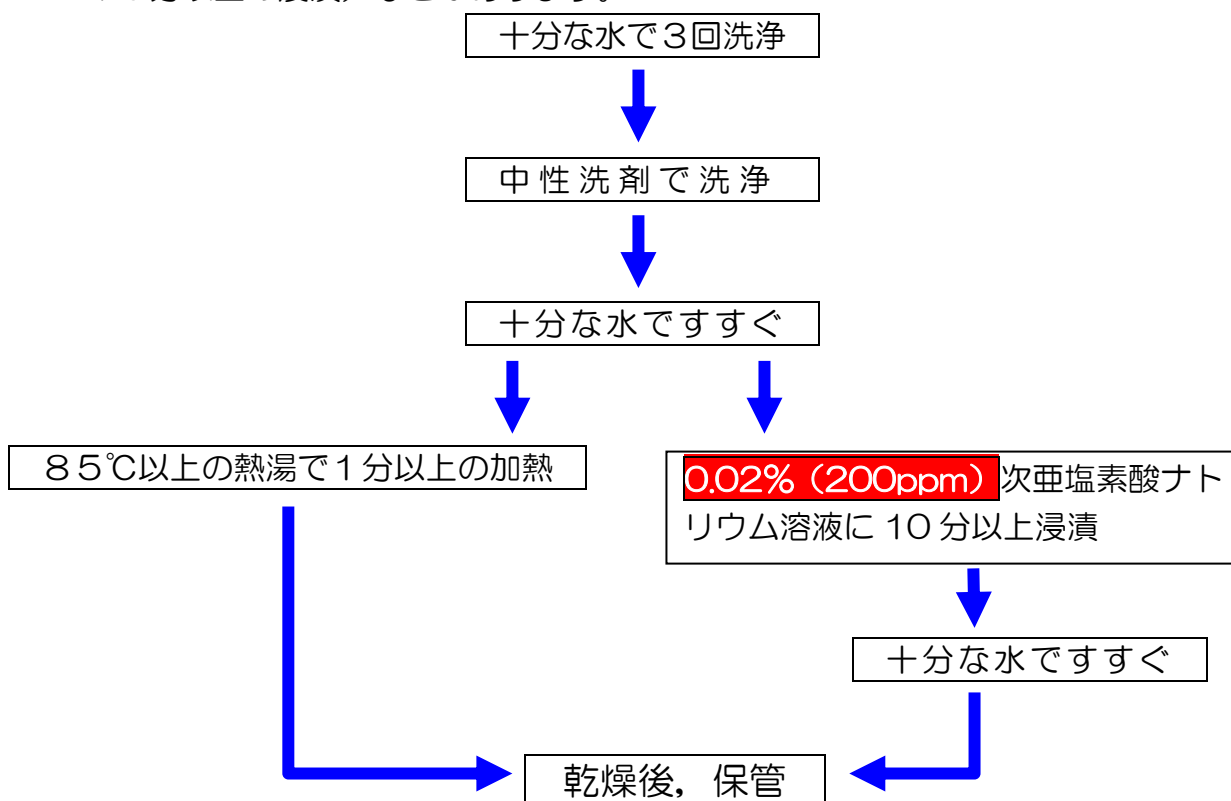 十分な水で３回洗浄
中性洗剤で洗浄
十分な水ですすぐ
８５℃以上の熱湯で１分以上の加熱
0.02%（200ppm）次亜塩素酸ナト
リウム溶液に 10 分以上浸漬
十分な水ですすぐ
乾燥後，保管